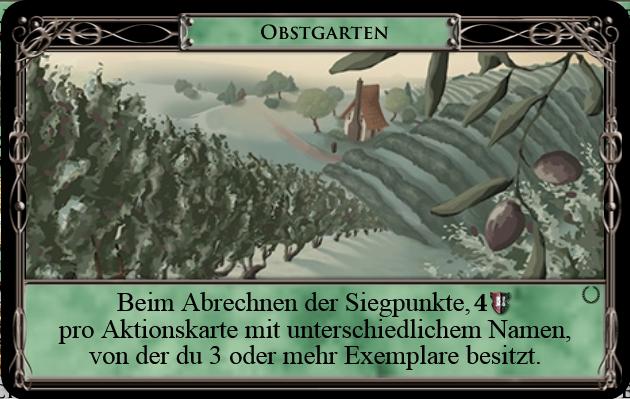 Obstgarten
Beim Abrechnen der Siegpunkte, 4
pro Aktionskarte mit unterschiedlichem Namen,
von der du 3 oder mehr Exemplare besitzt.